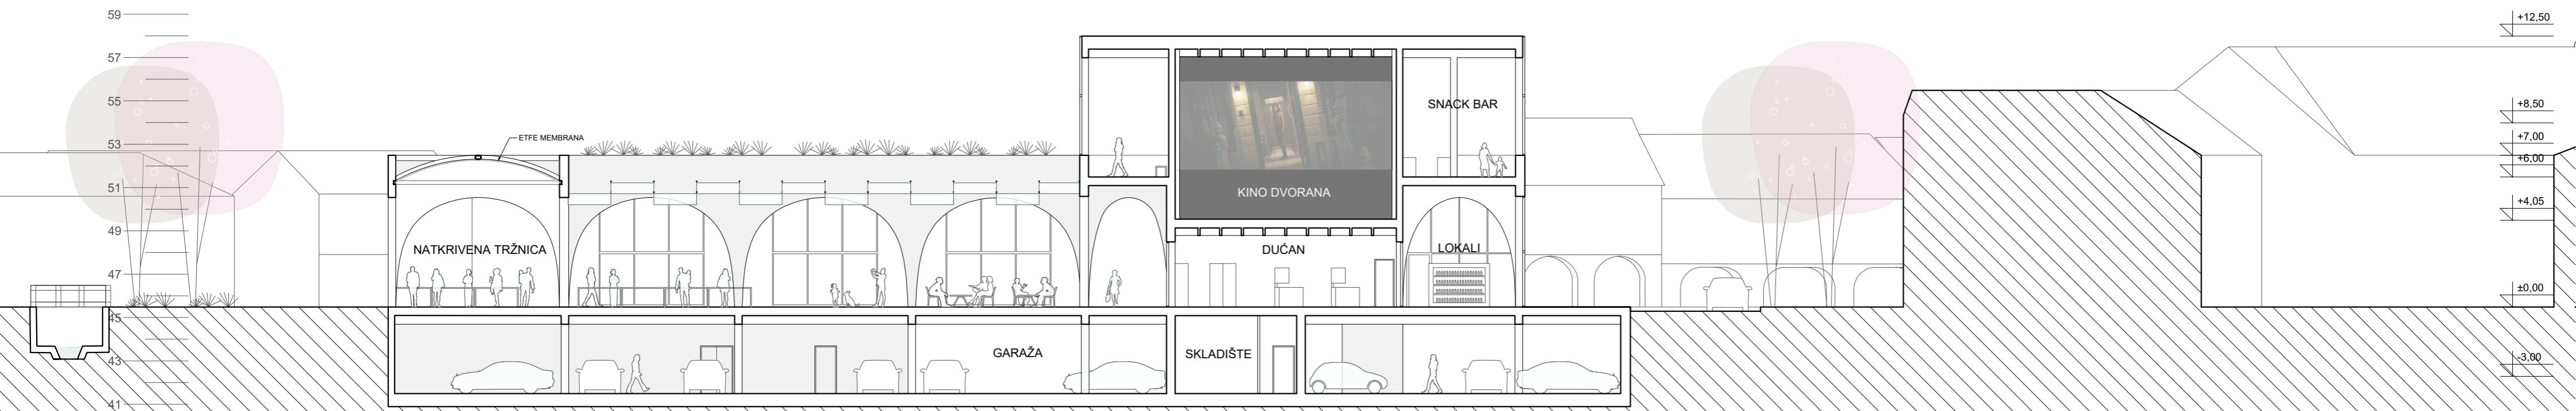 59
57
55
53
51
49
47
45
43
41
ETFE MEMBRANA
NATKRIVENA TRŽNICA
KINO DVORANA
SNACK BAR
DUĆAN
LOKALI
GARAŽA
SKLADIŠTE
+12,50
+8,50
+7,00
+6,00
+4,05
±0,00
-3,00